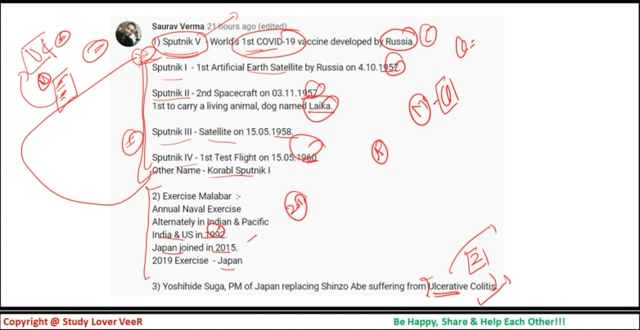 Saurav Verma 21 hours ago (edited)
1) Sputnik V - World's 1st COVID-19 vaccine developed by Russia.
Sputnik I - 1st Artificial Earth Satellite by Russia on 4.10.1957
Sputnik II - 2nd Spacecraft on 03.11.1957
1st to carry a living animal, dog named Laika.
Sputnik III - Satellite on 15.05.1958.
Sputnik IV - 1st Test Flight on 15.05.1960
Other Name - Korabl Sputnik I
2) Exercise Malabar :-
Annual Naval Exercise
Alternately in Indian & Pacific
India & US in 1992
Japan joined in 2015.
2019 Exercise - Japan
3) Yoshihide Suga, PM of Japan replacing Shinzo Abe suffering from Ulcerative Colitis.
Copyright @ Study Lover VeeR
Be Happy, Share & Help Each Other!!!